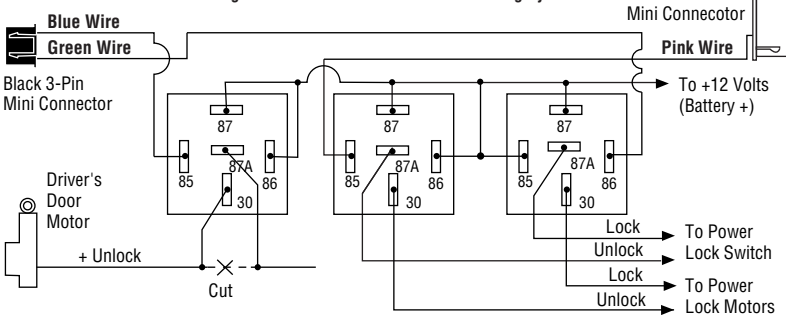 Mini Connecotor
Blue Wire
Green Wire
Pink Wire
Black 3-Pin
Mini Connector
To +12 Volts
(Battery +)
87
87
87
87A
87A
87A
85
86
85
86
85
86
30
30
30
Driver's
Door
Motor
+ Unlock
Cut
Lock
To Power
Unlock
Lock Switch
Lock
To Power
Unlock
Lock Motors